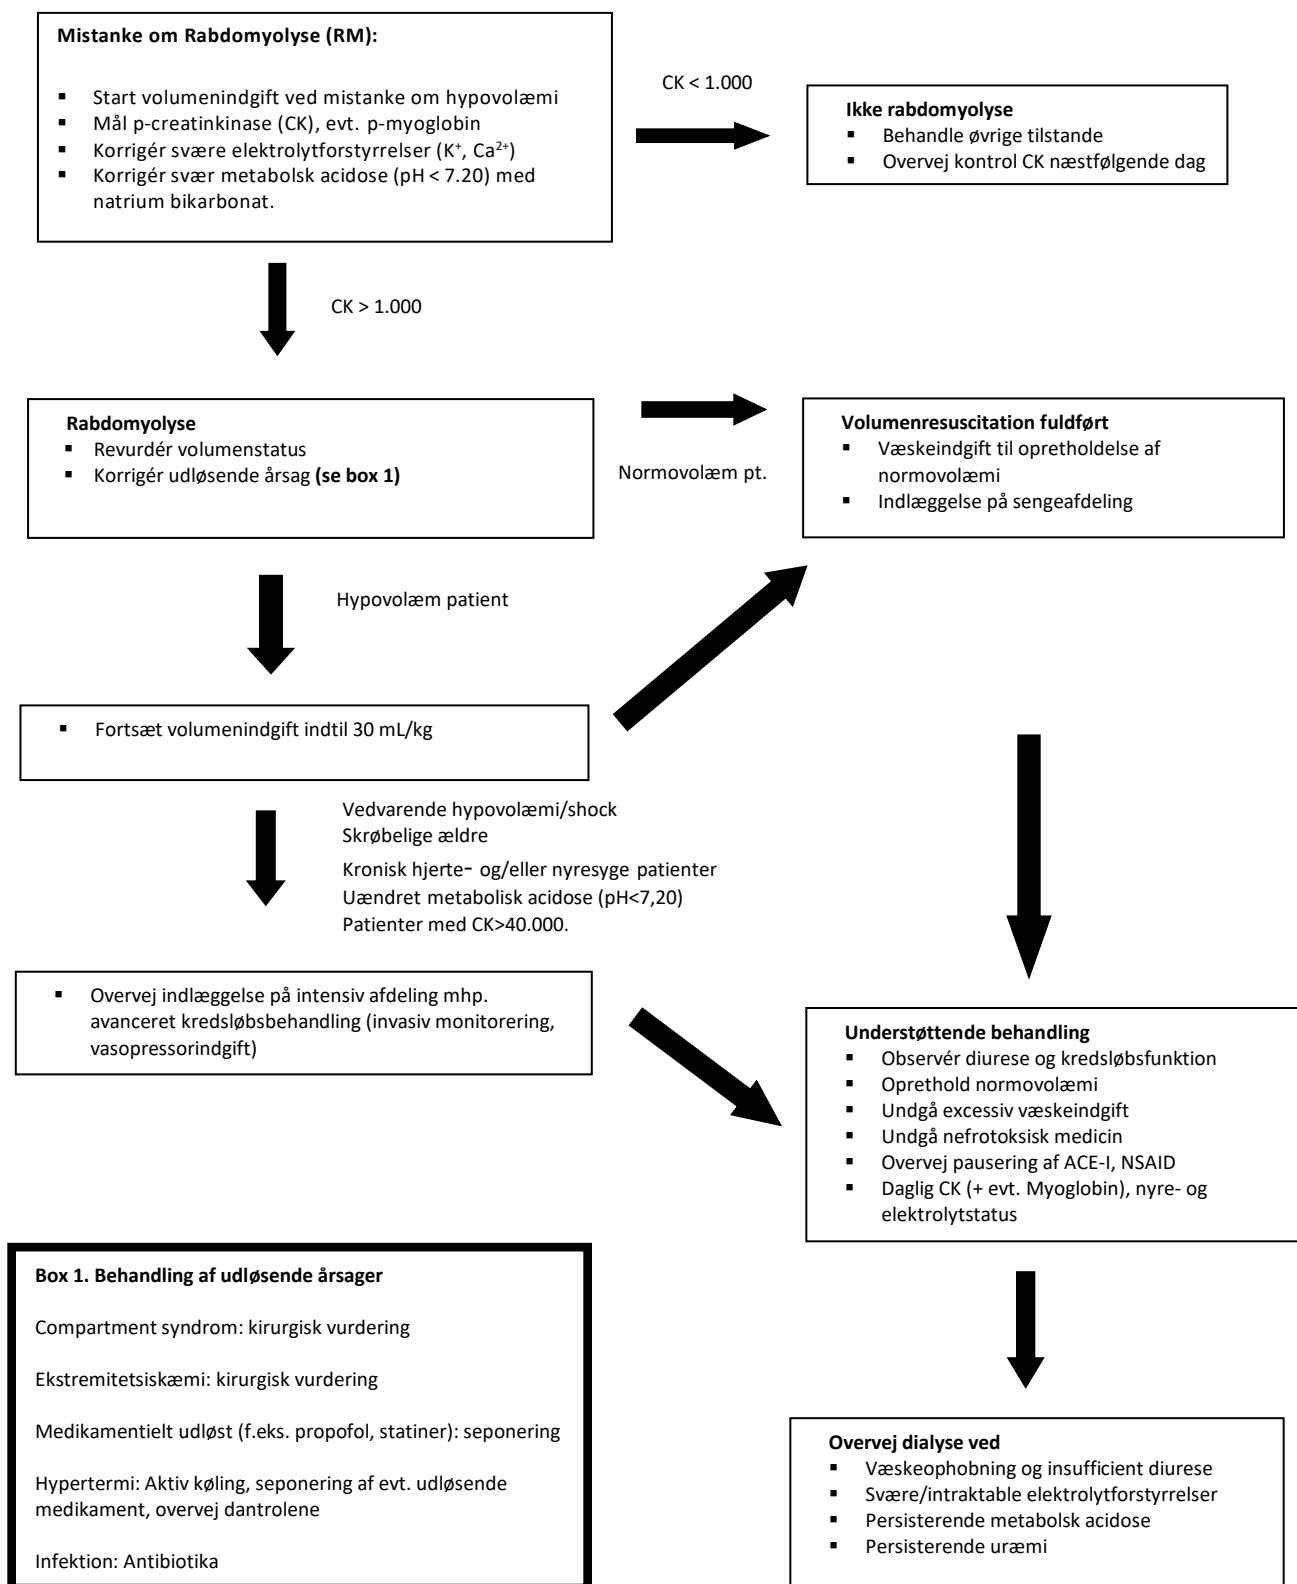 Mistanke om Rabdomyolyse (RM):
▪ Start volumenindgift ved mistanke om hypovolæmi
▪ Mål p-creatinkinase (CK), evt. p-myoglobin
▪ Korrigér svære elektrolytforstyrrelser (K⁺, Ca²⁺)
▪ Korrigér svær metabolsk acidose (pH < 7.20) med
natrium bikarbonat.
CK < 1.000
Ikke rabdomyolyse
▪ Behandle øvrige tilstande
▪ Overvej kontrol CK næstfølgende dag
CK > 1.000
Rabdomyolyse
▪ Revurdér volumenstatus
▪ Korrigér udløsende årsag (se box 1)
Normovolæm pt.
Volumenresuscitation fuldført
▪ Væskeindgift til opretholdelse af
normovolæmi
▪ Indlæggelse på sengeafdeling
Hypovolæm patient
▪ Fortsæt volumenindgift indtil 30 mL/kg
Vedvarende hypovolæmi/shock
Skrøbelige ældre
Kronisk hjerte- og/eller nyresyge patienter
Uændret metabolisk acidose (pH<7,20)
Patienter med CK>40.000.
▪ Overvej indlæggelse på intensiv afdeling mhp.
avanceret kredsløbsbehandling (invasiv monitorering,
vasopressorindgift)
Understøttende behandling
▪ Observér diurese og kredsløbsfunktion
▪ Oprethold normovolæmi
▪ Undgå excessiv væskeindgift
▪ Undgå nefrotoksisk medicin
▪ Overvej pausering af ACE-I, NSAID
▪ Daglig CK (+ evt. Myoglobin), nyre- og
elektrolytstatus
Box 1. Behandling af udløsende årsager
Compartment syndrom: kirurgisk vurdering
Ekstremitetsiskæmi: kirurgisk vurdering
Medikamentielt udløst (f.eks. propofol, statiner): seponering
Hypertermi: Aktiv køling, seponering af evt. udløsende
medikament, overvej dantrolene
Infektion: Antibiotika
Overvej dialyse ved
▪ Væskeophobning og insufficient diurese
▪ Svære/intraktable elektrolytforstyrrelser
▪ Persisterende metabolsk acidose
▪ Persisterende uræmi